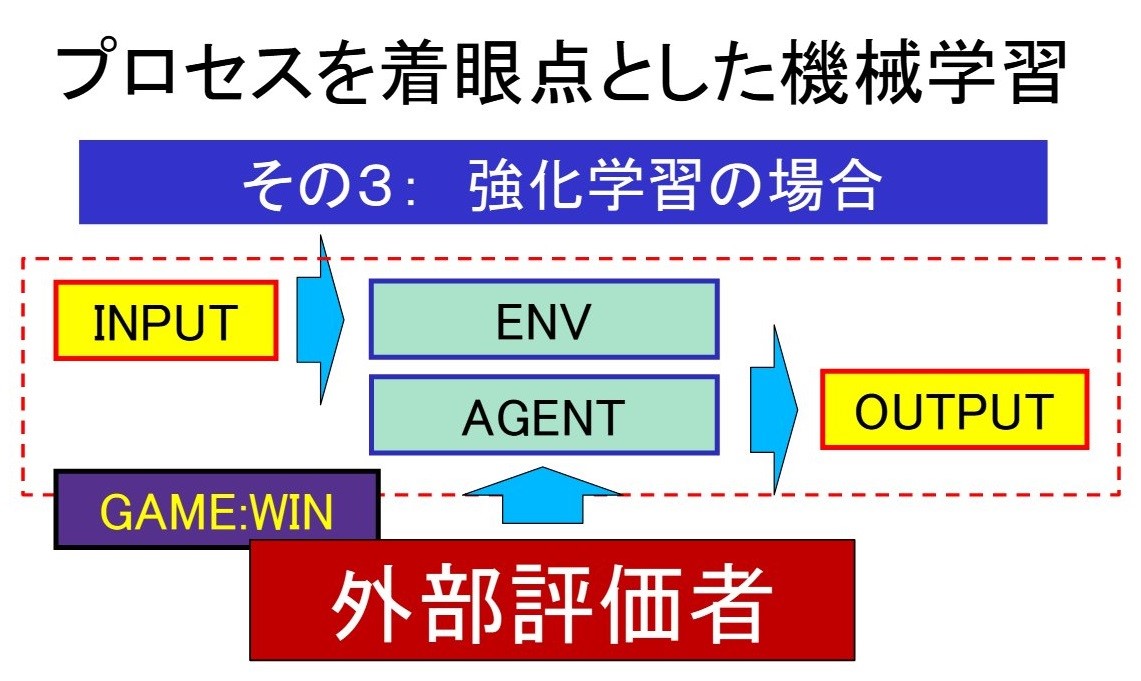 プロセスを着眼点とした機械学習
その３：　強化学習の場合
INPUT
ENV
AGENT
OUTPUT
GAME:WIN
外部評価者